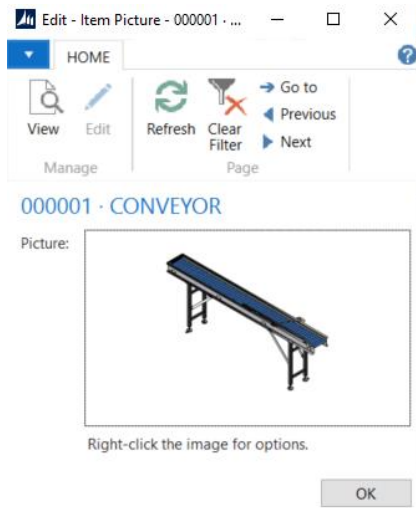 Edit - Item Picture - 000001 · ...
HOME
View
Edit
Refresh
Clear
Filter
Go to
Previous
Next
Manage
Page
000001 · CONVEYOR
Picture:
Right-click the image for options.
OK